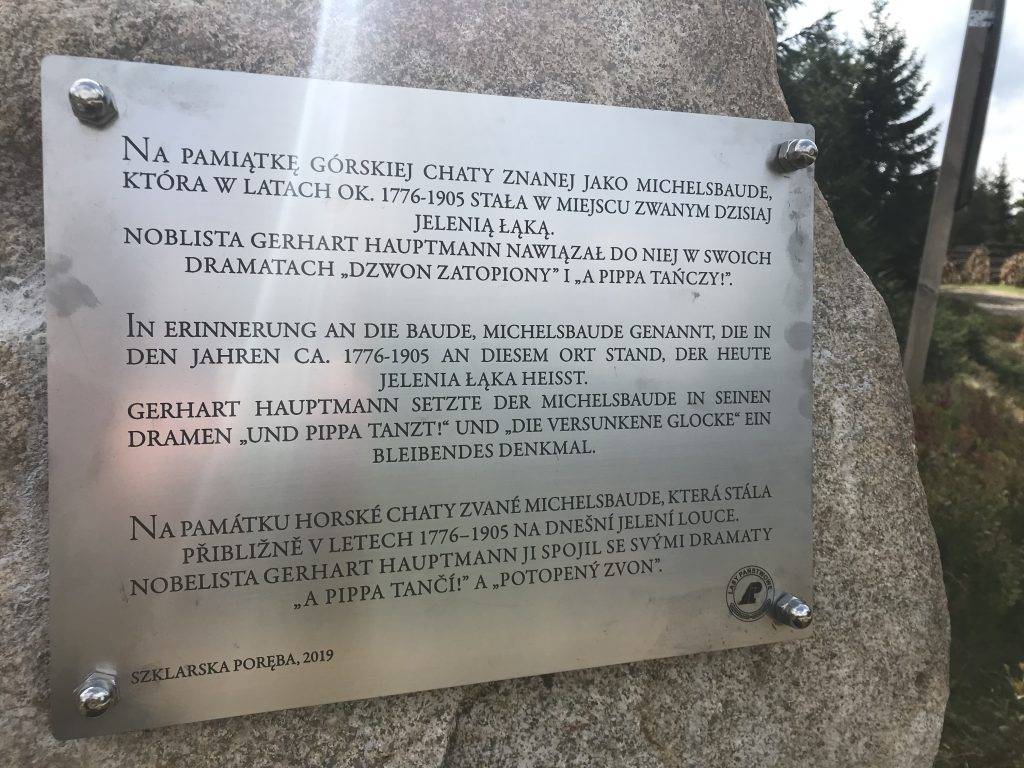 NA PAMIĄTKĘ GÓRSKIEJ CHATY ZNANEJ JAKO MICHELSBAUDE,
KTÓRA W LATACH OK. 1776-1905 STAŁA W MIEJSCU ZWANYM DZISIAJ
JELENIĄ ŁĄKĄ.
NOBLISTA GERHART HAUPTMANN NAWIĄZAŁ DO NIEJ W SWOICH
DRAMATACH „DZWON ZATOPIONY” I „A PIPPA TAŃCZY!”.
IN ERINNERUNG AN DIE BAUDE, MICHELSBAUDE GENANNT, DIE IN
DEN JAHREN CA. 1776-1905 AN DIESEM ORT STAND, DER HEUTE
JELENIA ŁĄKA HEISST.
GERHART HAUPTMANN SETZTE DER MICHELSBAUDE IN SEINEN
DRAMEN „UND PIPPA TANZT!“ UND „DIE VERSUNKENE GLOCKE“ EIN
BLEIBENDES DENKMAL.
NA PAMÁTKU HORSKÉ CHATY ZVANÉ MICHELSBAUDE, KTERÁ STÁLA
PŘIBLIŽNĚ V LETECH 1776–1905 NA DNEŠNÍ JELENÍ LOUCE.
NOBELISTA GERHART HAUPTMANN JI SPOJIL SE SVÝMI DRAMATY
„A PIPPA TANČÍ!” A „POTOPENÝ ZVON”.
LASY PAŃSTWOWE
SZKLARSKA PORĘBA, 2019